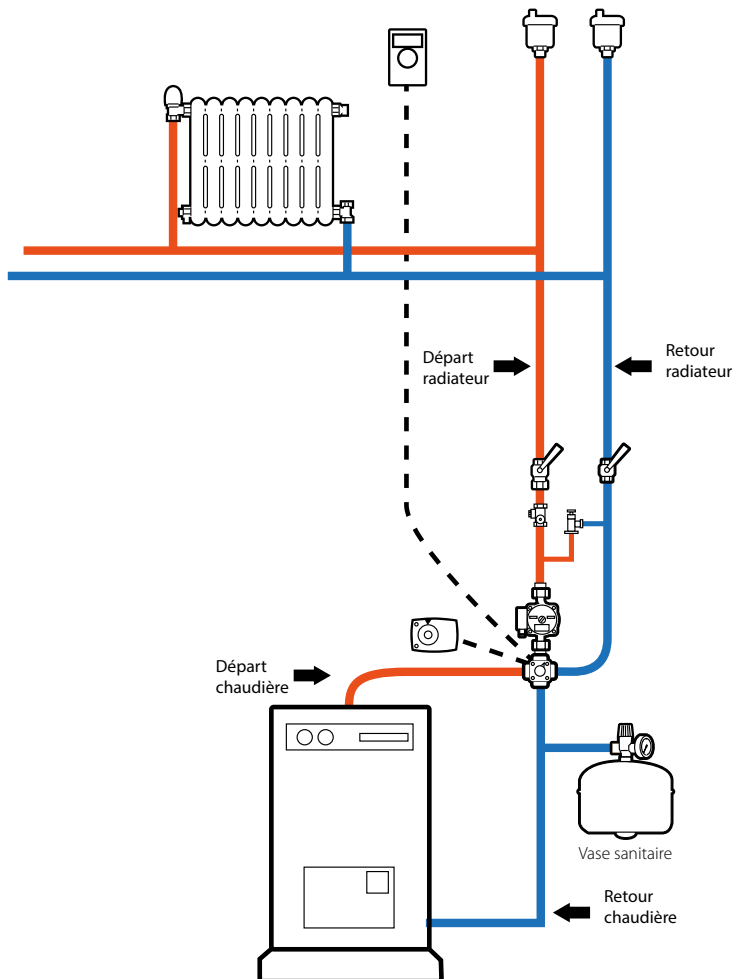 Départ
radiateur
Retour
radiateur
Départ
chaudière
Vase sanitaire
Retour
chaudière